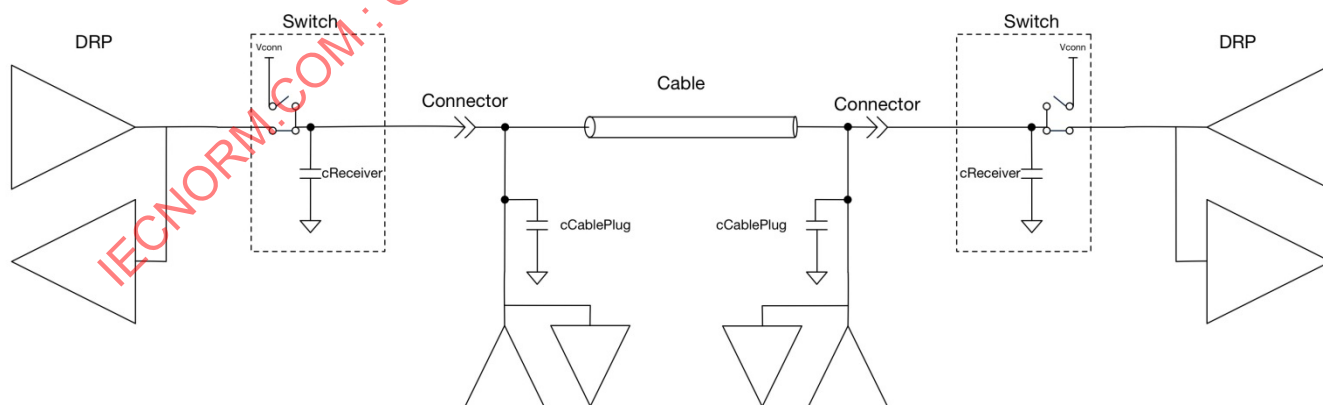 Switch
Switch
DRP
DRP
Vconn
Vconn
Cable
Connector
Connector
cReceiver
cReceiver
cCablePlug
cCablePlug
IECNORM.COM : C